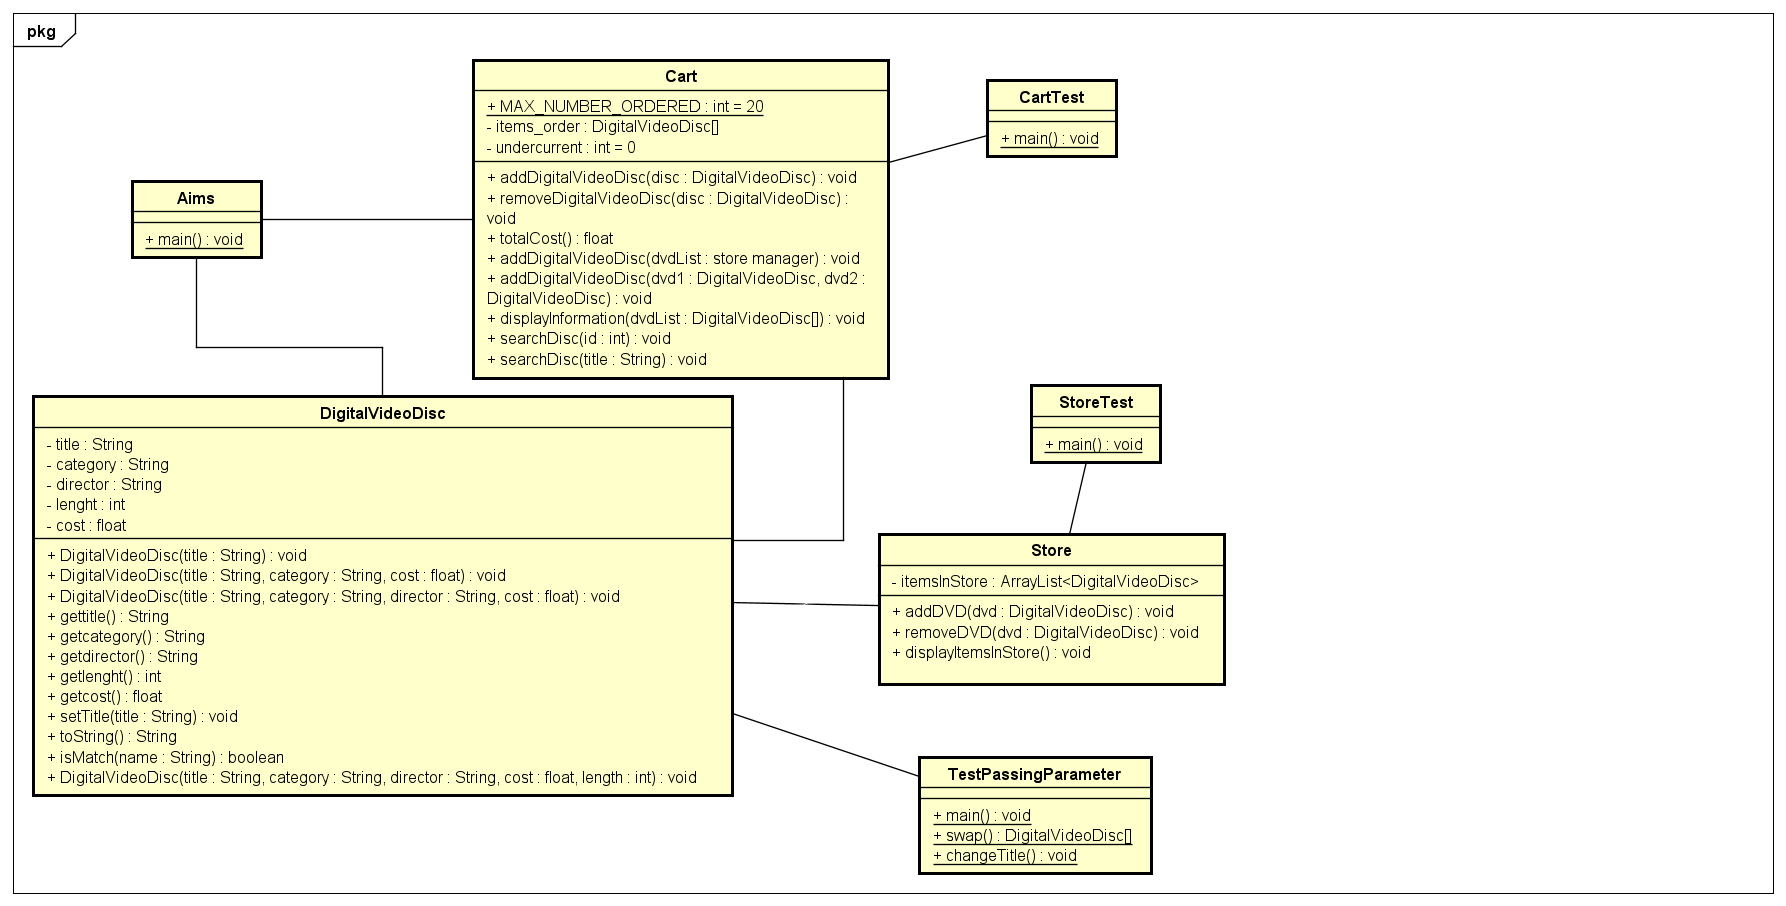 pkg
Cart
+ MAX_NUMBER_ORDERED : int = 20
- items_order : DigitalVideoDisc[]
- undercurrent : int = 0
+ addDigitalVideoDisc(disc : DigitalVideoDisc) : void
+ removeDigitalVideoDisc(disc : DigitalVideoDisc) :
void
+ totalCost() : float
+ addDigitalVideoDisc(dvdList : store manager) : void
+ addDigitalVideoDisc(dvd1 : DigitalVideoDisc, dvd2 :
DigitalVideoDisc) : void
+ displayInformation(dvdList : DigitalVideoDisc[]) : void
+ searchDisc(id : int) : void
+ searchDisc(title : String) : void
CartTest
+ main() : void
Aims
+ main() : void
DigitalVideoDisc
- title : String
- category : String
- director : String
- lenght : int
- cost : float
+ DigitalVideoDisc(title : String) : void
+ DigitalVideoDisc(title : String, category : String, cost : float) : void
+ DigitalVideoDisc(title : String, category : String, director : String, cost : float) : void
+ gettitle() : String
+ getcategory() : String
+ getdirector() : String
+ getlenght() : int
+ getcost() : float
+ setTitle(title : String) : void
+ toString() : String
+ isMatch(name : String) : boolean
+ DigitalVideoDisc(title : String, category : String, director : String, cost : float, length : int) : void
StoreTest
+ main() : void
Store
- itemsInStore : ArrayList<DigitalVideoDisc>
+ addDVD(dvd : DigitalVideoDisc) : void
+ removeDVD(dvd : DigitalVideoDisc) : void
+ displayItemsInStore() : void
TestPassingParameter
+ main() : void
+ swap() : DigitalVideoDisc[]
+ changeTitle() : void